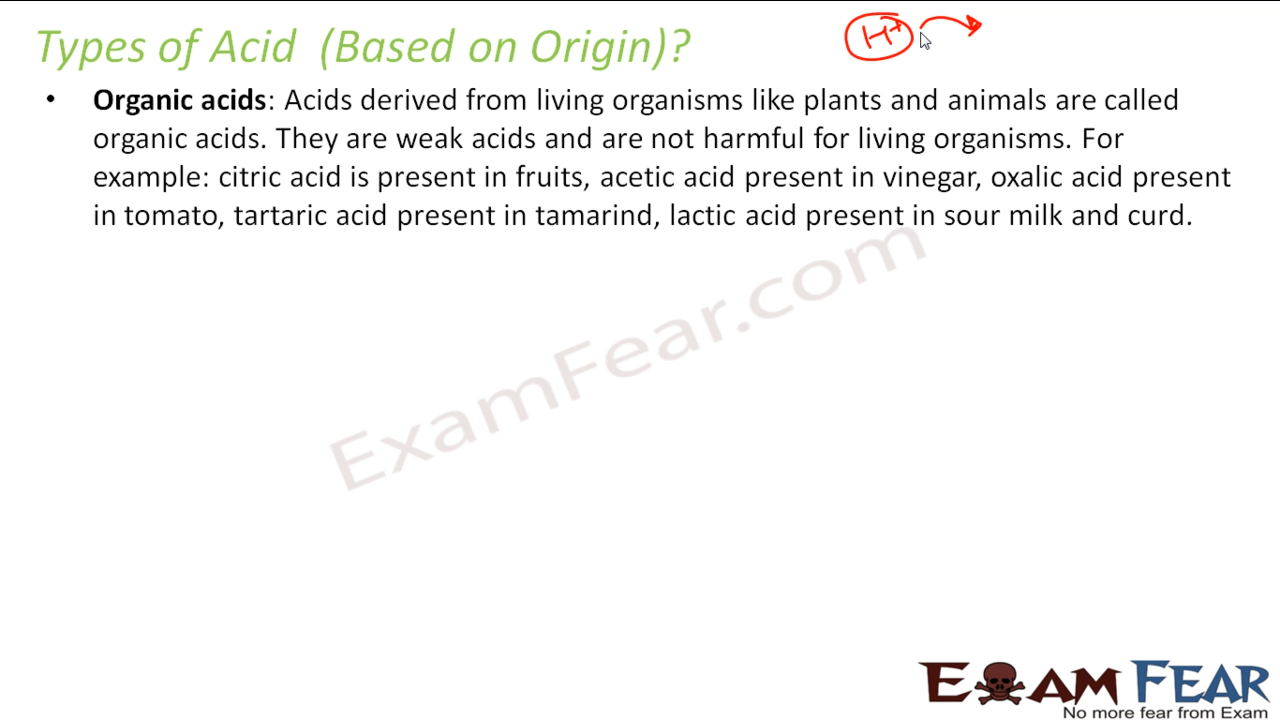 Types of Acid (Based on Origin)?
H+
• Organic acids: Acids derived from living organisms like plants and animals are called
organic acids. They are weak acids and are not harmful for living organisms. For
example: citric acid is present in fruits, acetic acid present in vinegar, oxalic acid present
in tomato, tartaric acid present in tamarind, lactic acid present in sour milk and curd.
ExamFear.com
EXAM FEAR
No more fear from Exam